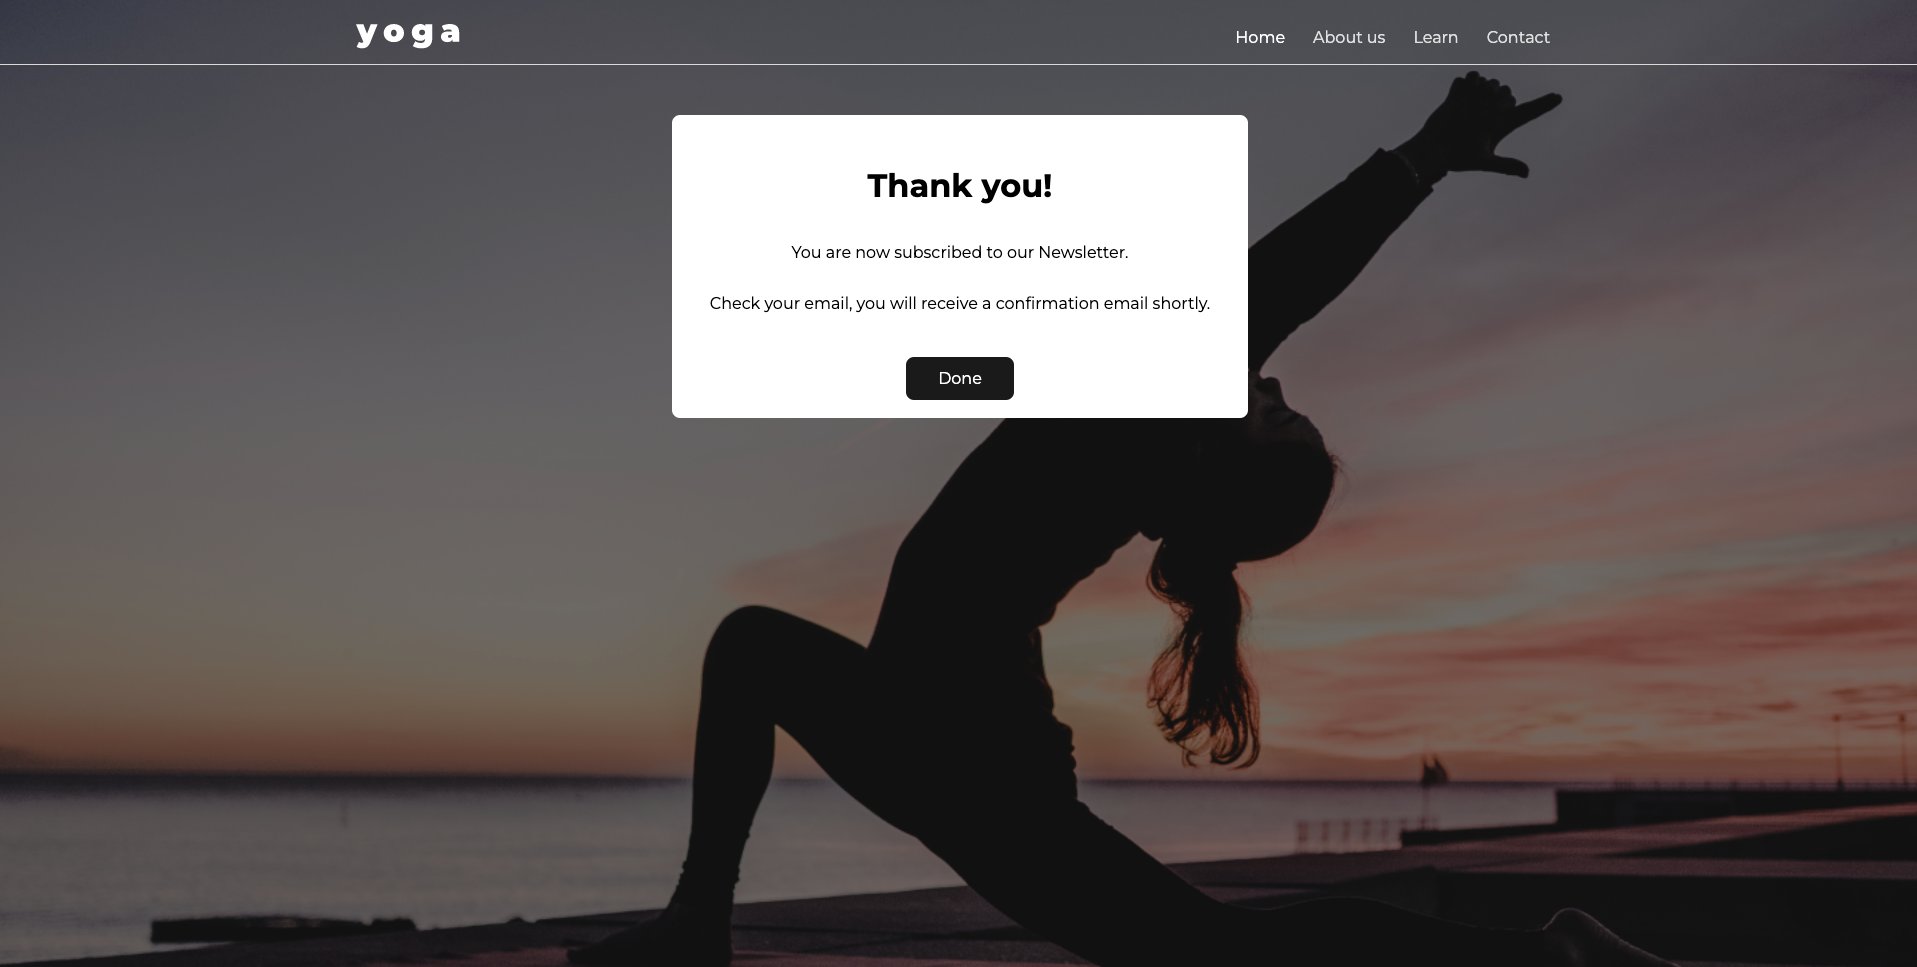 yoga
Home About us Learn Contact
Thank you!
You are now subscribed to our Newsletter.
Check your email, you will receive a confirmation email shortly.
Done